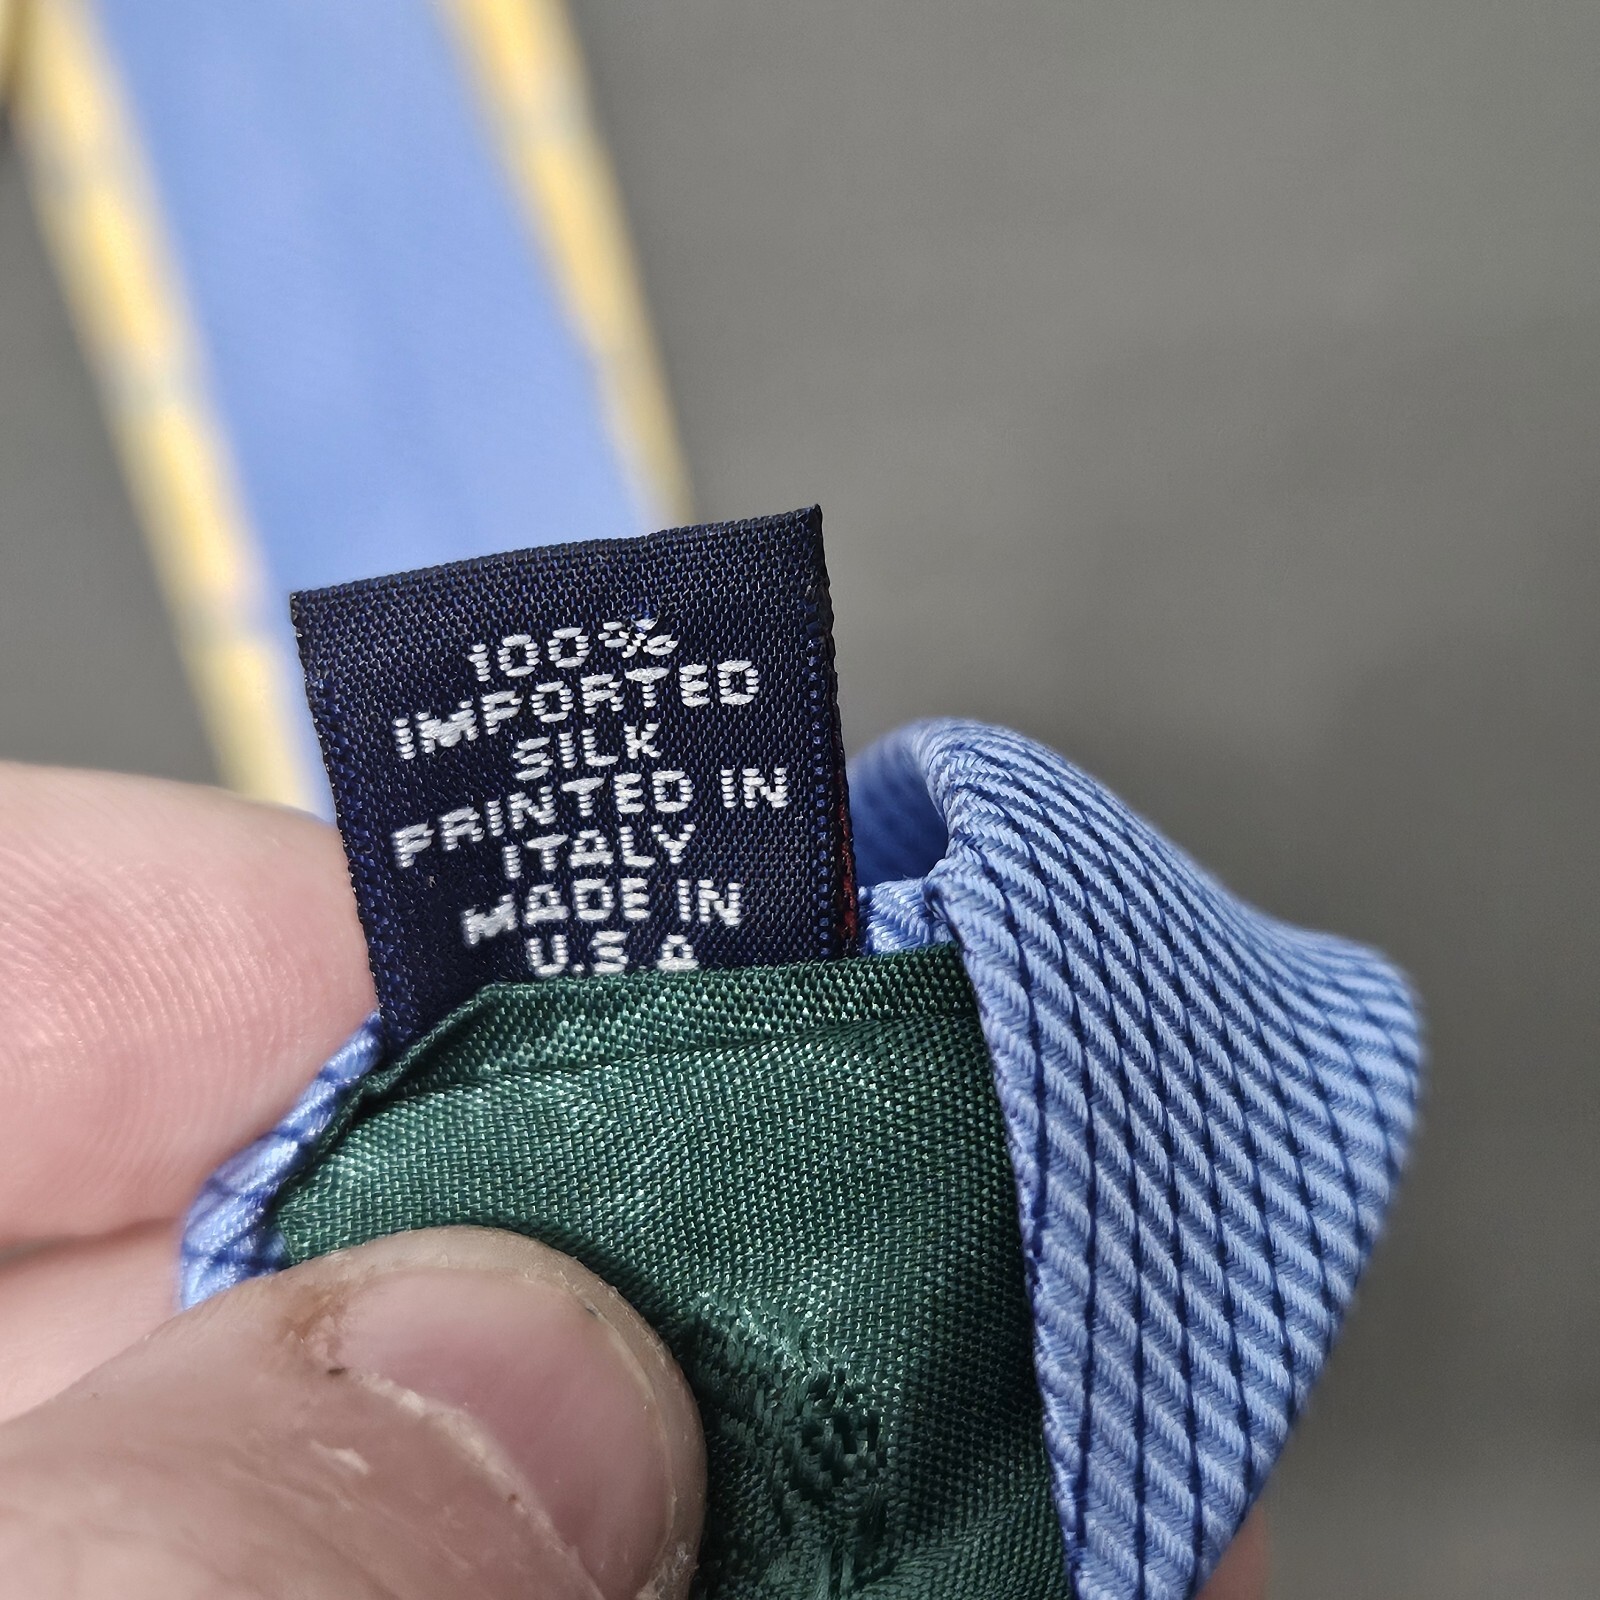 100%
IMPORTED
SILK
PRINTED IN
ITALY
MADE IN
U.S.A